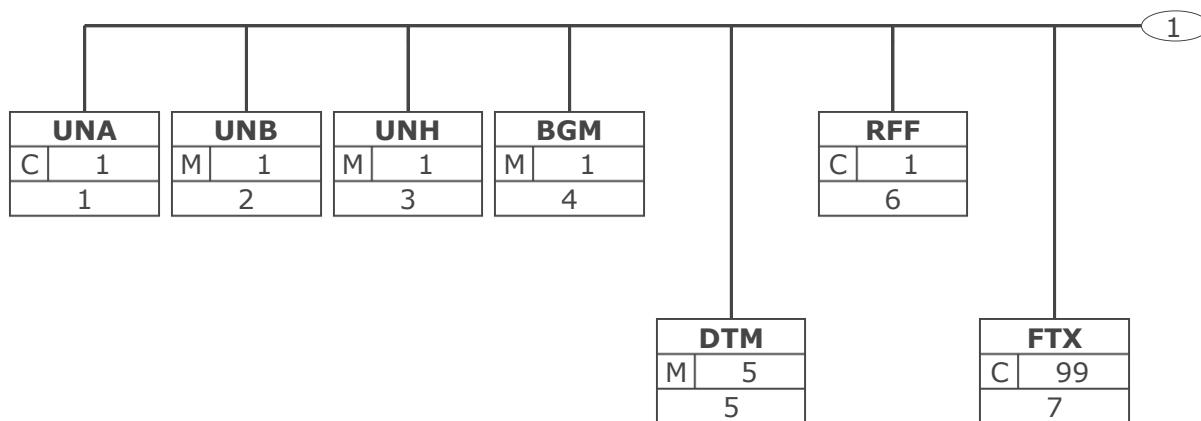 1
UNA UNB UNH BGM RFF
C 1 M 1 M 1 M 1 C 1
1 2 3 4 6
DTM FTX
M 5 C 99
5 7